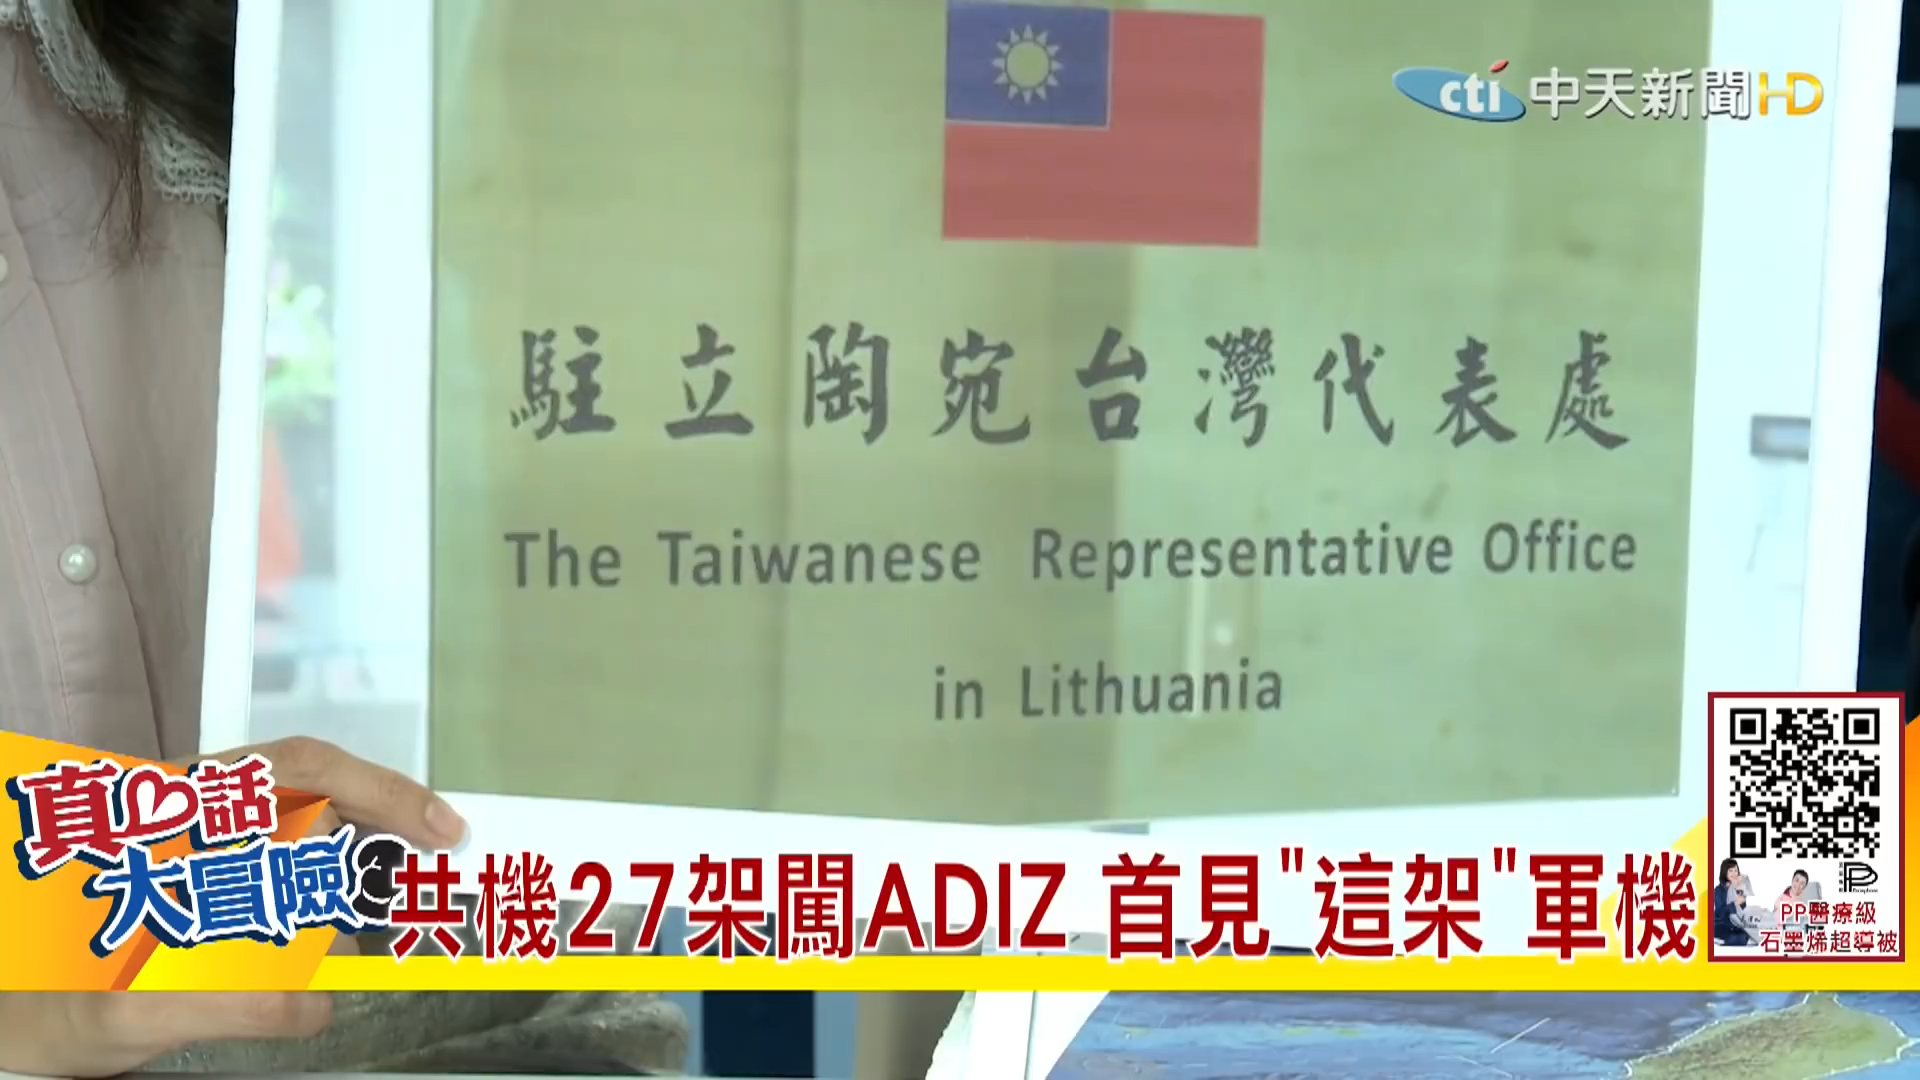 cti 中天新聞HD
駐立陶宛台灣代表處
The Taiwanese Representative Office
in Lithuania
真心話
大冒險
共機27架闖ADIZ 首見"這架"軍機
PP醫療級
石墨烯超導被